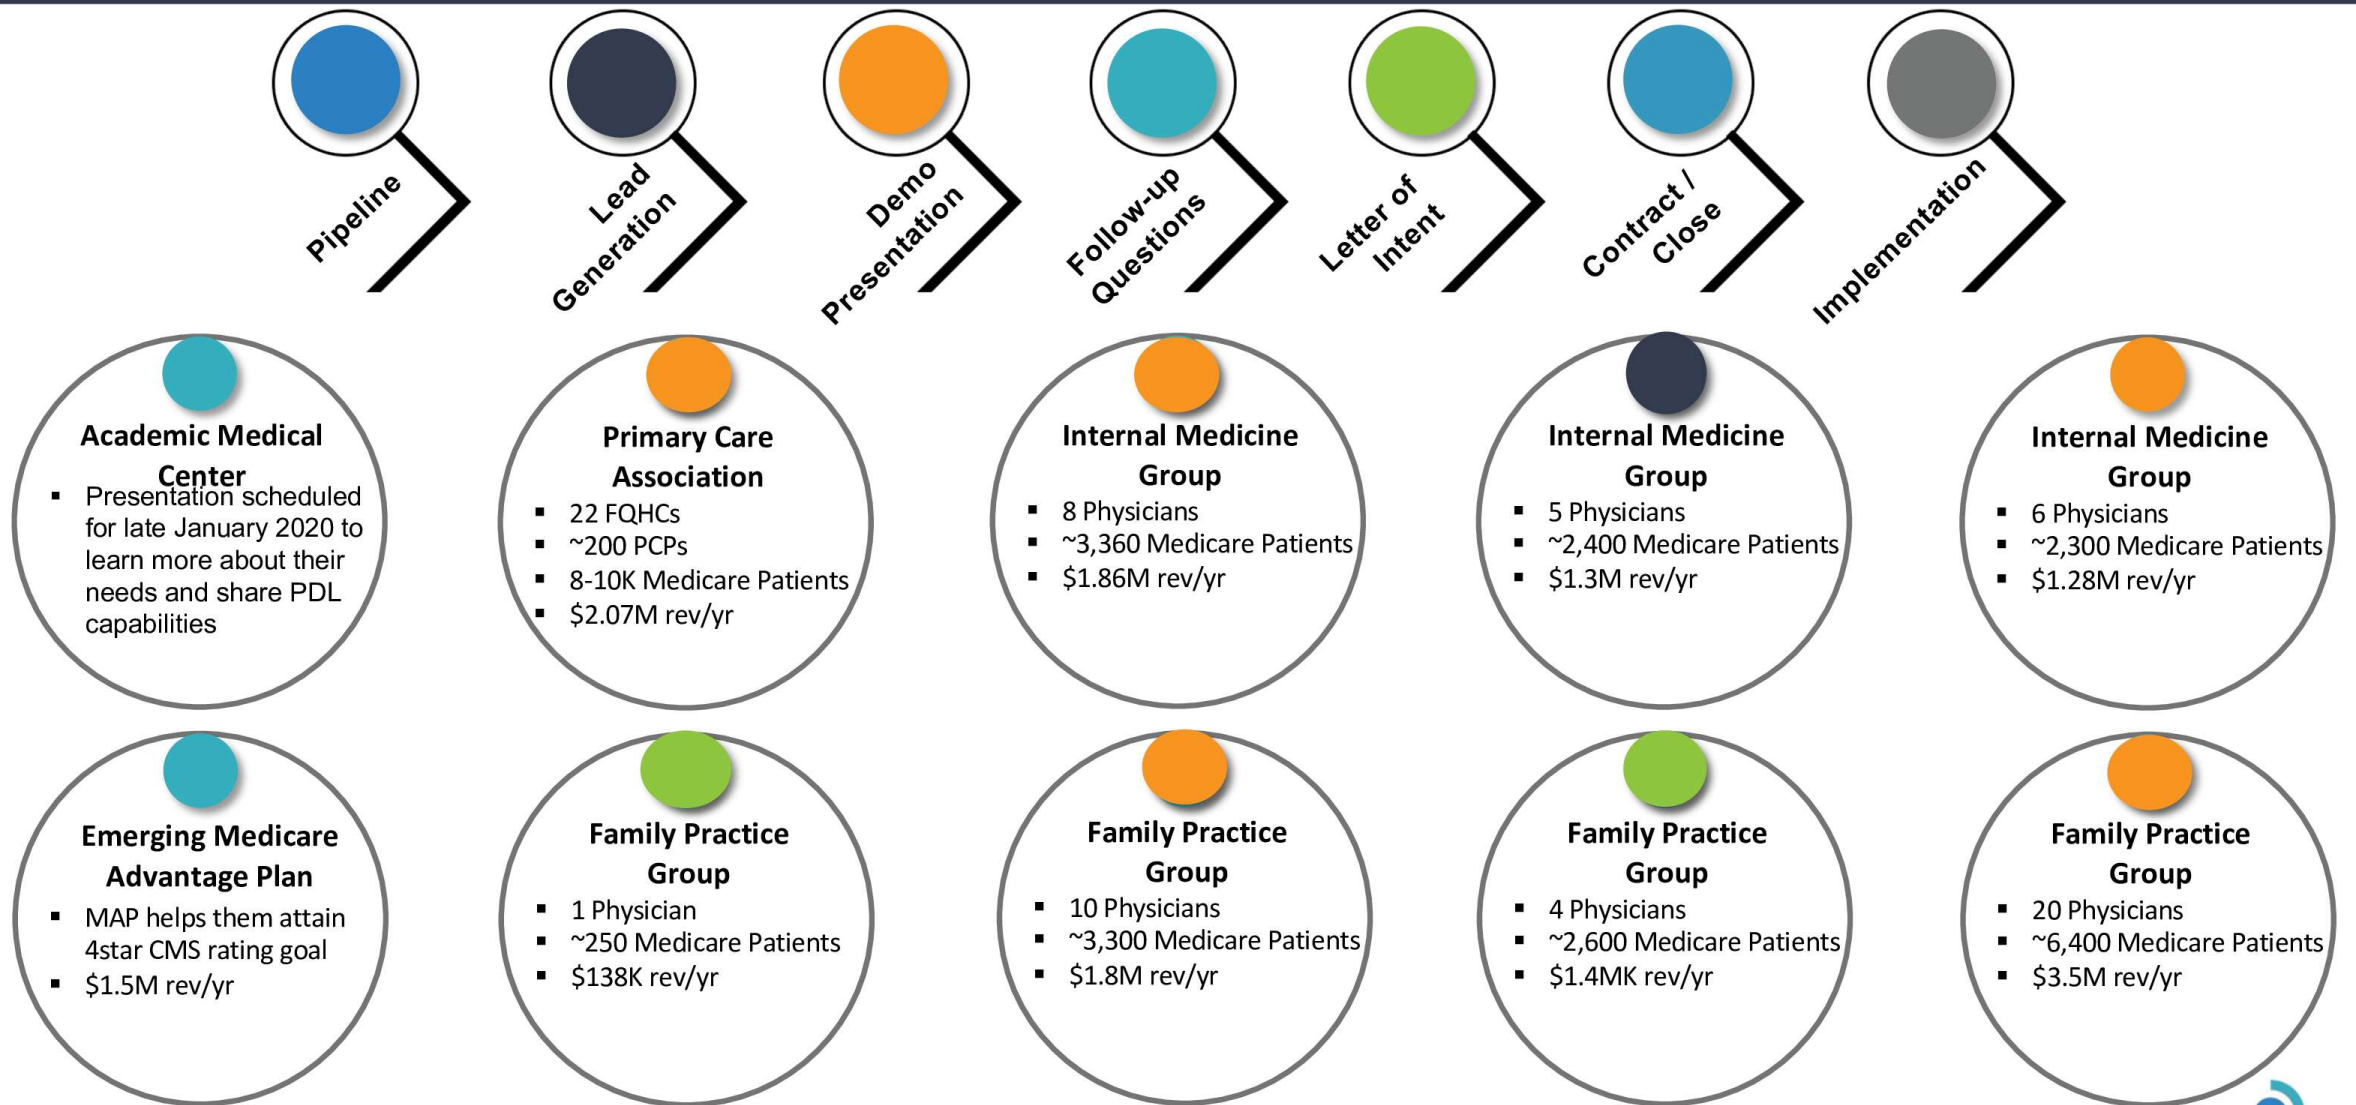 Pipeline
Lead
Generation
Demo
Presentation
Follow-up
Questions
Letter of
Intent
Contract /
Close
Implementation
Academic Medical
Center
▪ Presentation scheduled
for late January 2020 to
learn more about their
needs and share PDL
capabilities
Primary Care
Association
▪ 22 FQHCs
▪ ~200 PCPs
▪ 8-10K Medicare Patients
▪ $2.07M rev/yr
Internal Medicine
Group
▪ 8 Physicians
▪ ~3,360 Medicare Patients
▪ $1.86M rev/yr
Internal Medicine
Group
▪ 5 Physicians
▪ ~2,400 Medicare Patients
▪ $1.3M rev/yr
Internal Medicine
Group
▪ 6 Physicians
▪ ~2,300 Medicare Patients
▪ $1.28M rev/yr
Emerging Medicare
Advantage Plan
▪ MAP helps them attain
4star CMS rating goal
▪ $1.5M rev/yr
Family Practice
Group
▪ 1 Physician
▪ ~250 Medicare Patients
▪ $138K rev/yr
Family Practice
Group
▪ 10 Physicians
▪ ~3,300 Medicare Patients
▪ $1.8M rev/yr
Family Practice
Group
▪ 4 Physicians
▪ ~2,600 Medicare Patients
▪ $1.4MK rev/yr
Family Practice
Group
▪ 20 Physicians
▪ ~6,400 Medicare Patients
▪ $3.5M rev/yr